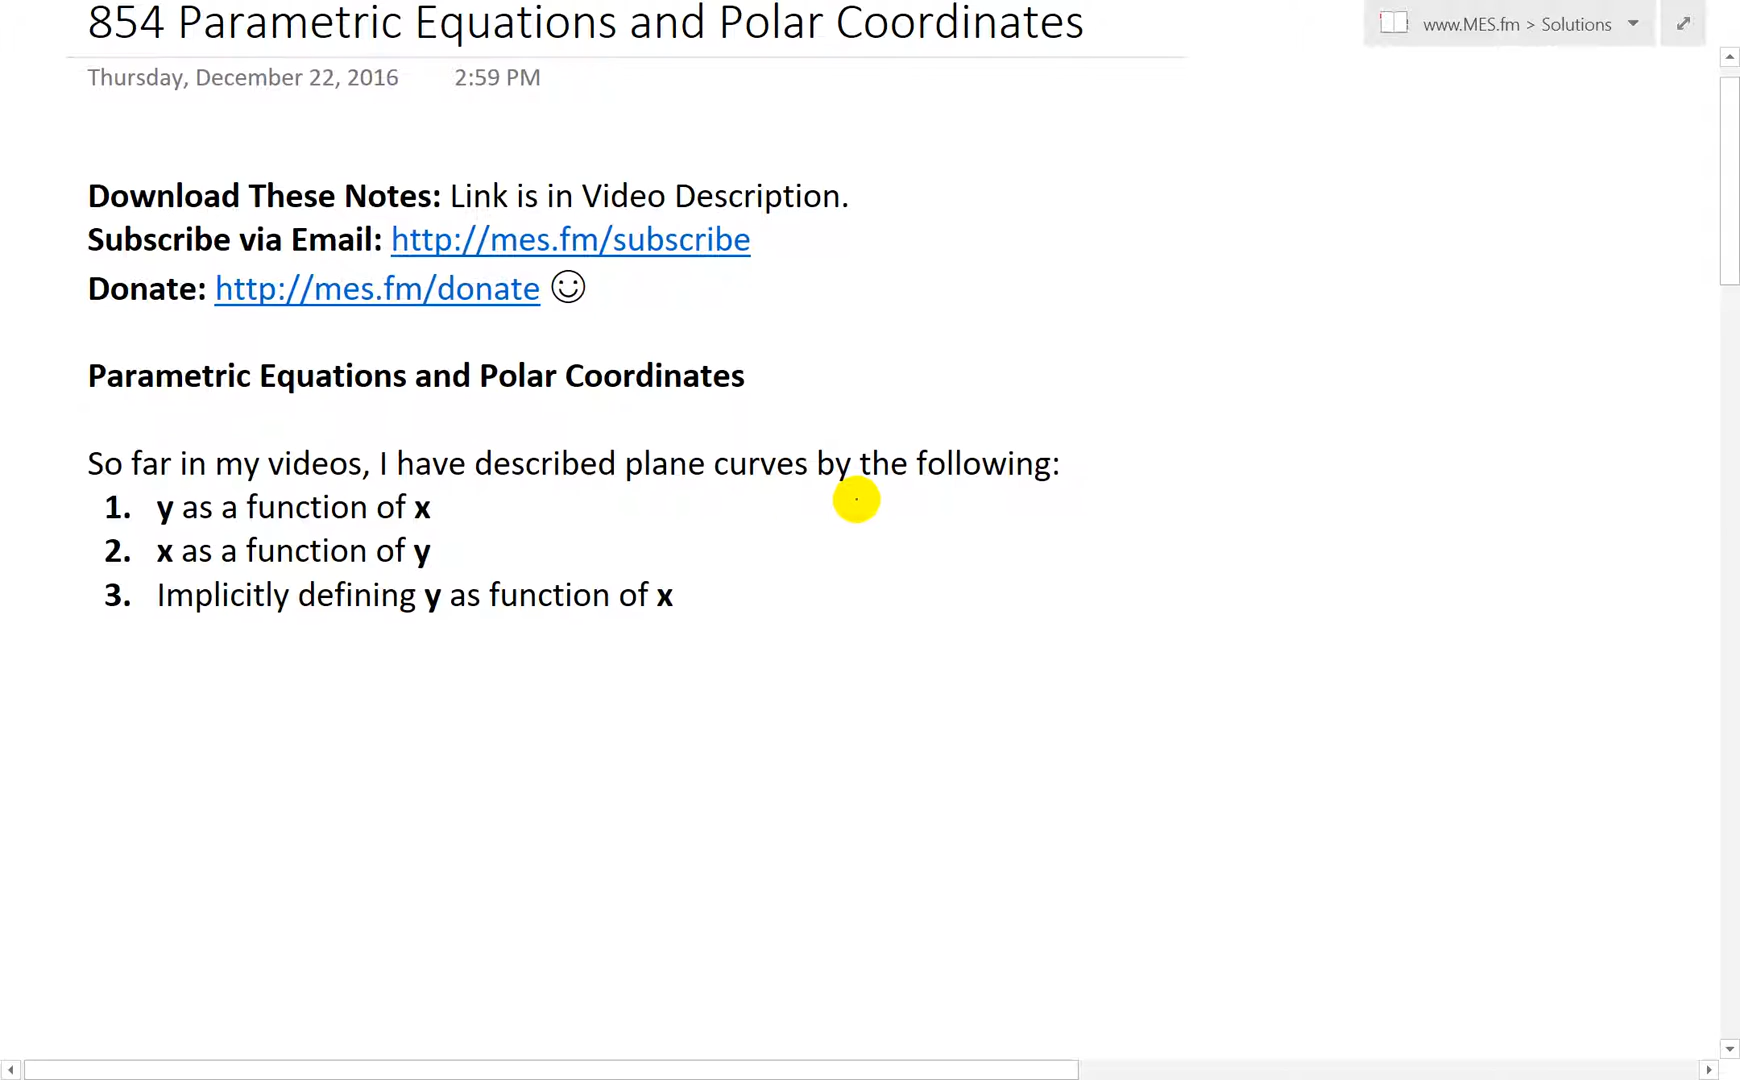 854 Parametric Equations and Polar Coordinates
www.MES.fm > Solutions
Thursday, December 22, 2016 2:59 PM
Download These Notes: Link is in Video Description.
Subscribe via Email: http://mes.fm/subscribe
Donate: http://mes.fm/donate ☺
Parametric Equations and Polar Coordinates
So far in my videos, I have described plane curves by the following:
1. y as a function of x
2. x as a function of y
3. Implicitly defining y as function of x